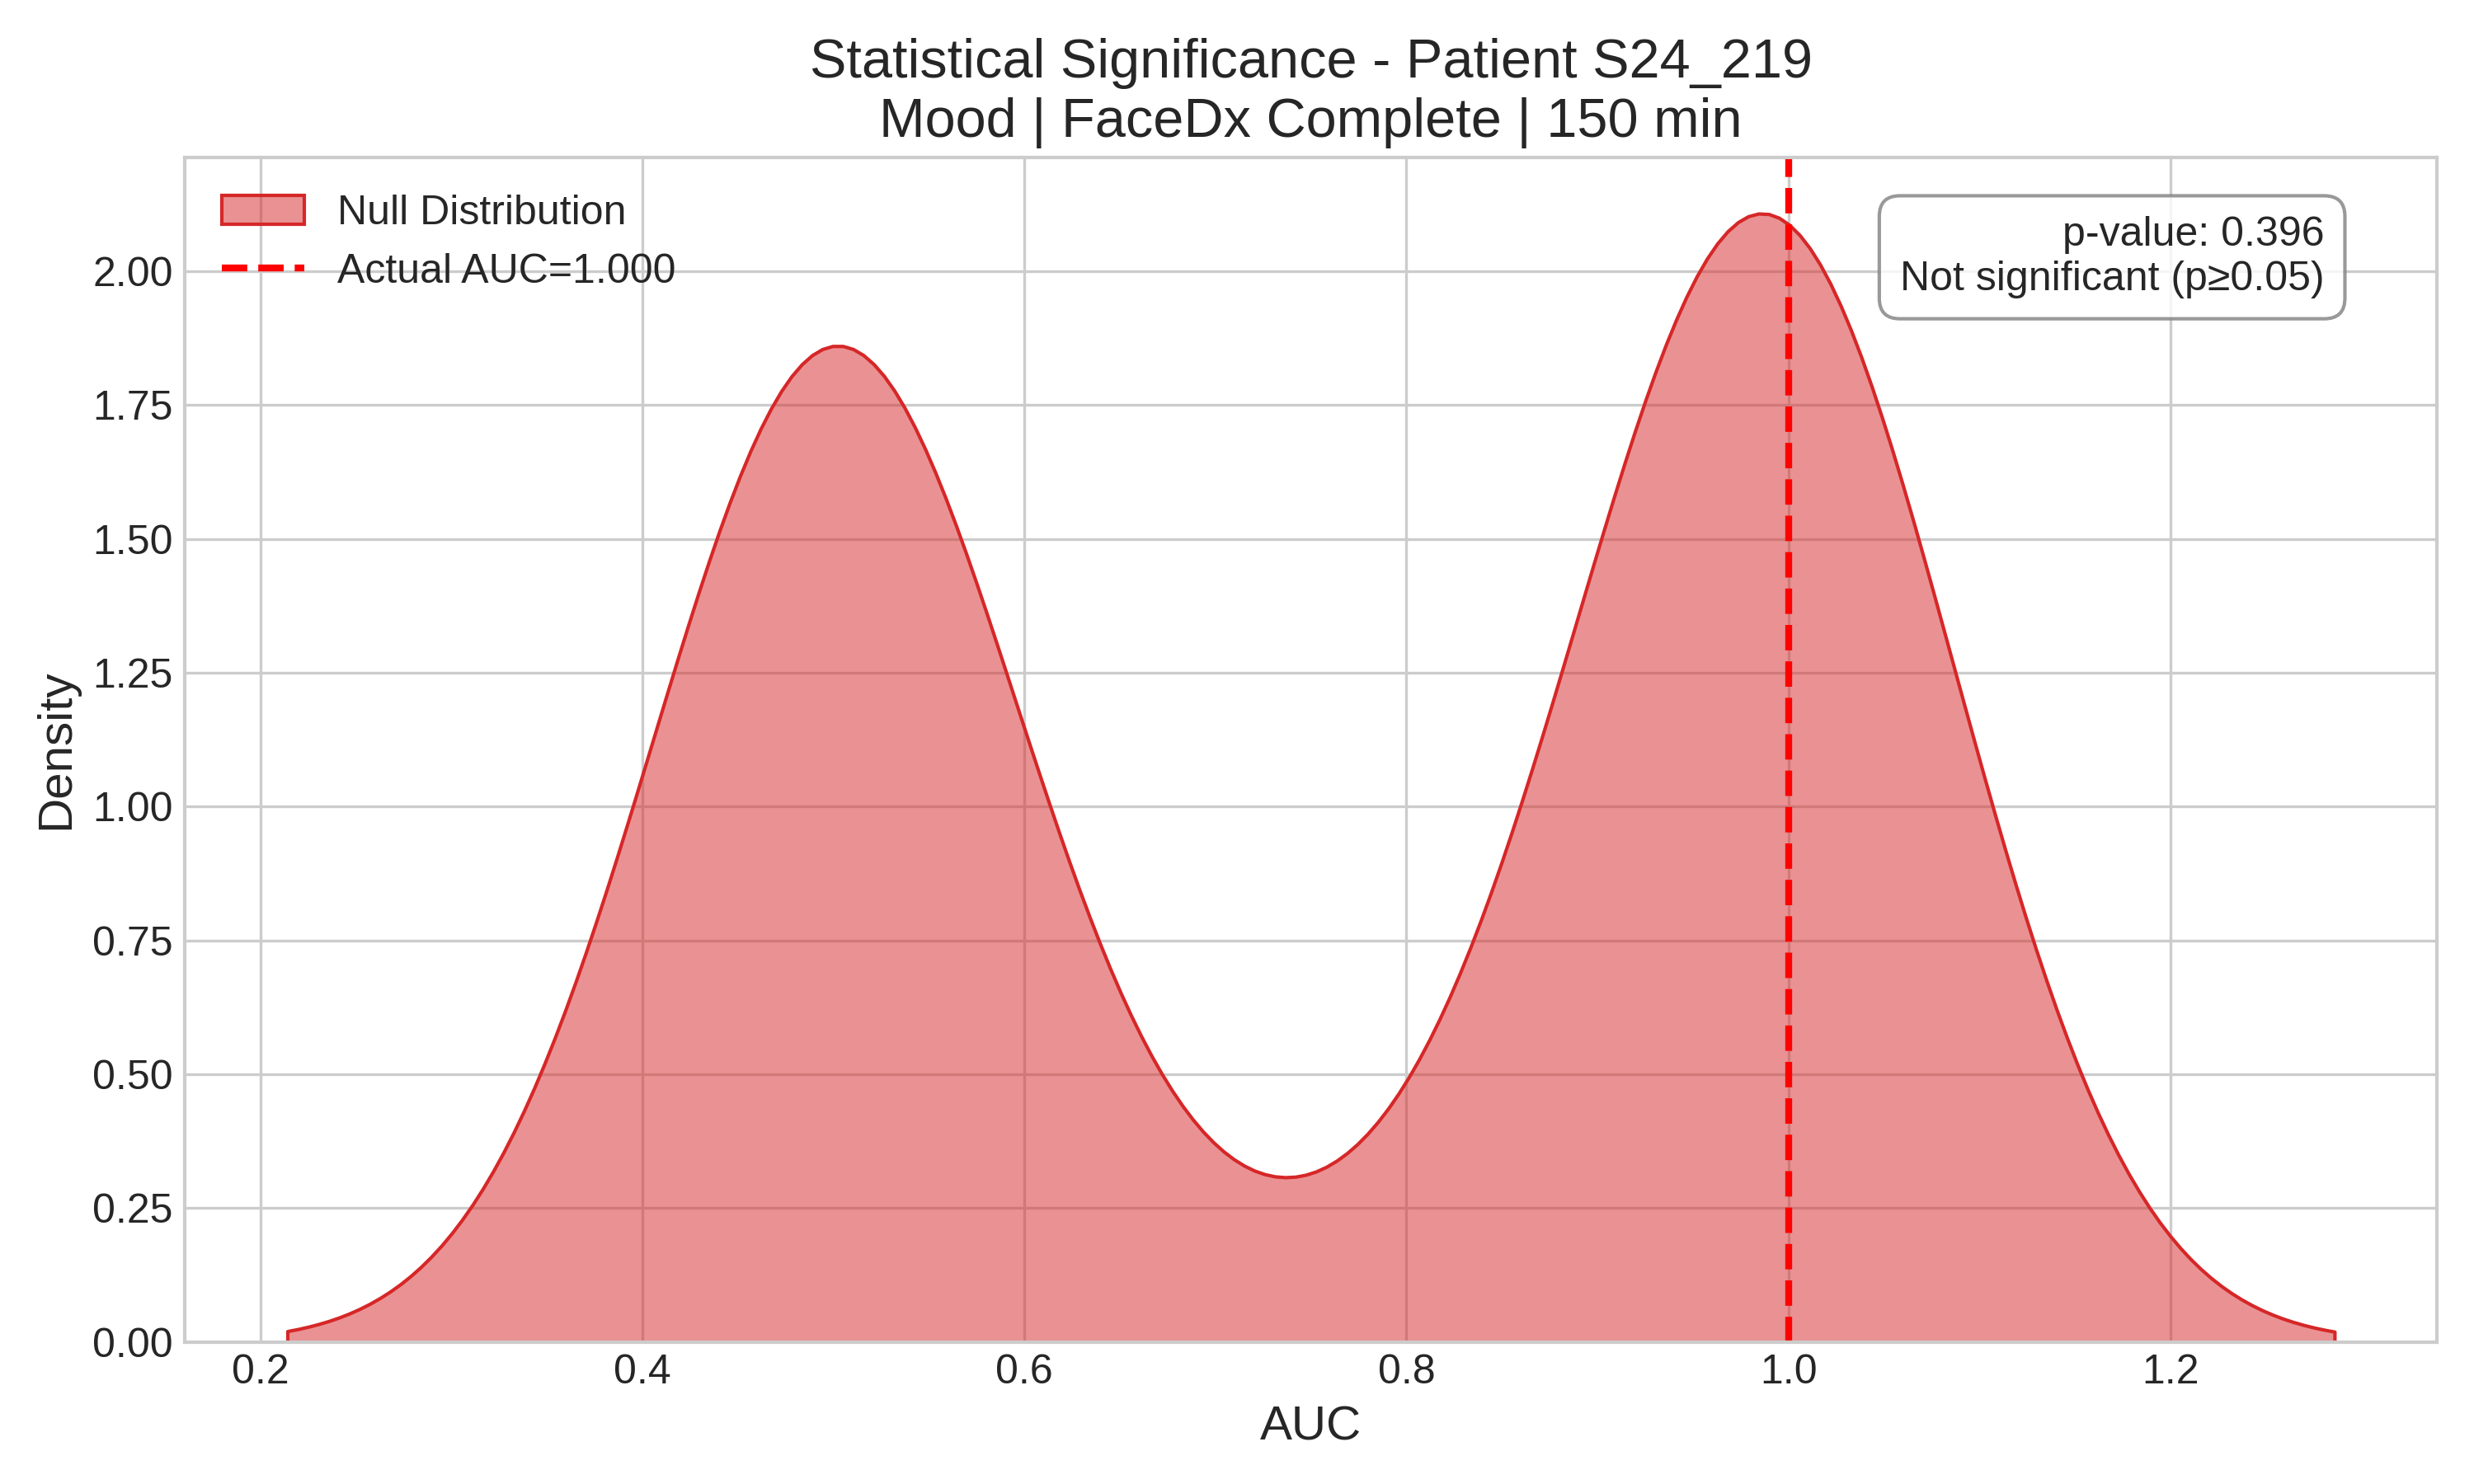 Statistical Significance - Patient S24_219
Mood | FaceDx Complete | 150 min
Null Distribution
Actual AUC=1.000
p-value: 0.396
Not significant (p≥0.05)
Density
2.00
1.75
1.50
1.25
1.00
0.75
0.50
0.25
0.00
0.2 0.4 0.6 0.8 1.0 1.2
AUC